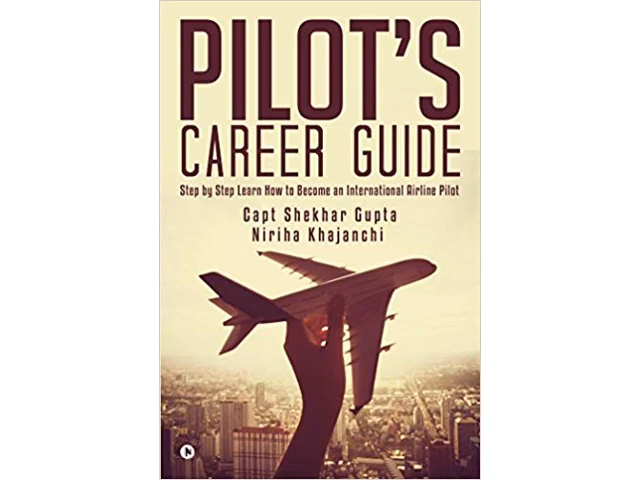 PILOT'S
CAREER GUIDE
Step by Step Learn How to Become an International Airline Pilot
Capt Shekhar Gupta
Niriha Khajanchi
N